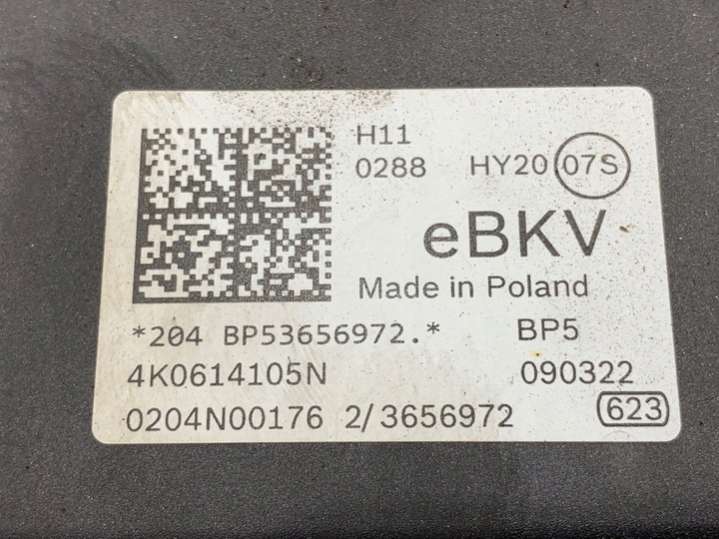 H11
0288 HY20 07S
eBKV
Made in Poland
*204 BP53656972.* BP5
4K0614105N 090322
0204N00176 2/3656972 623